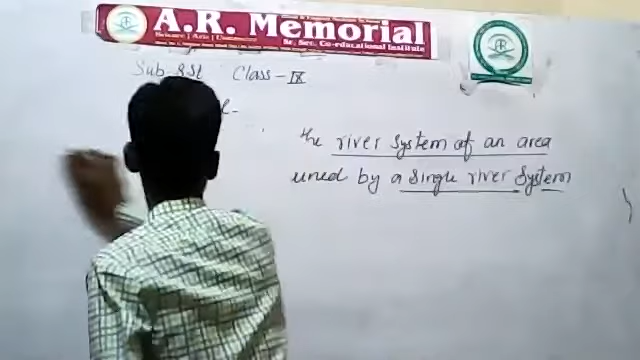 A.R. Memorial
Science | Arts | Commerce
Sr. Sec. Co-educational Institute
Sub SSt Class - IX
the river system of an area
by a single river system